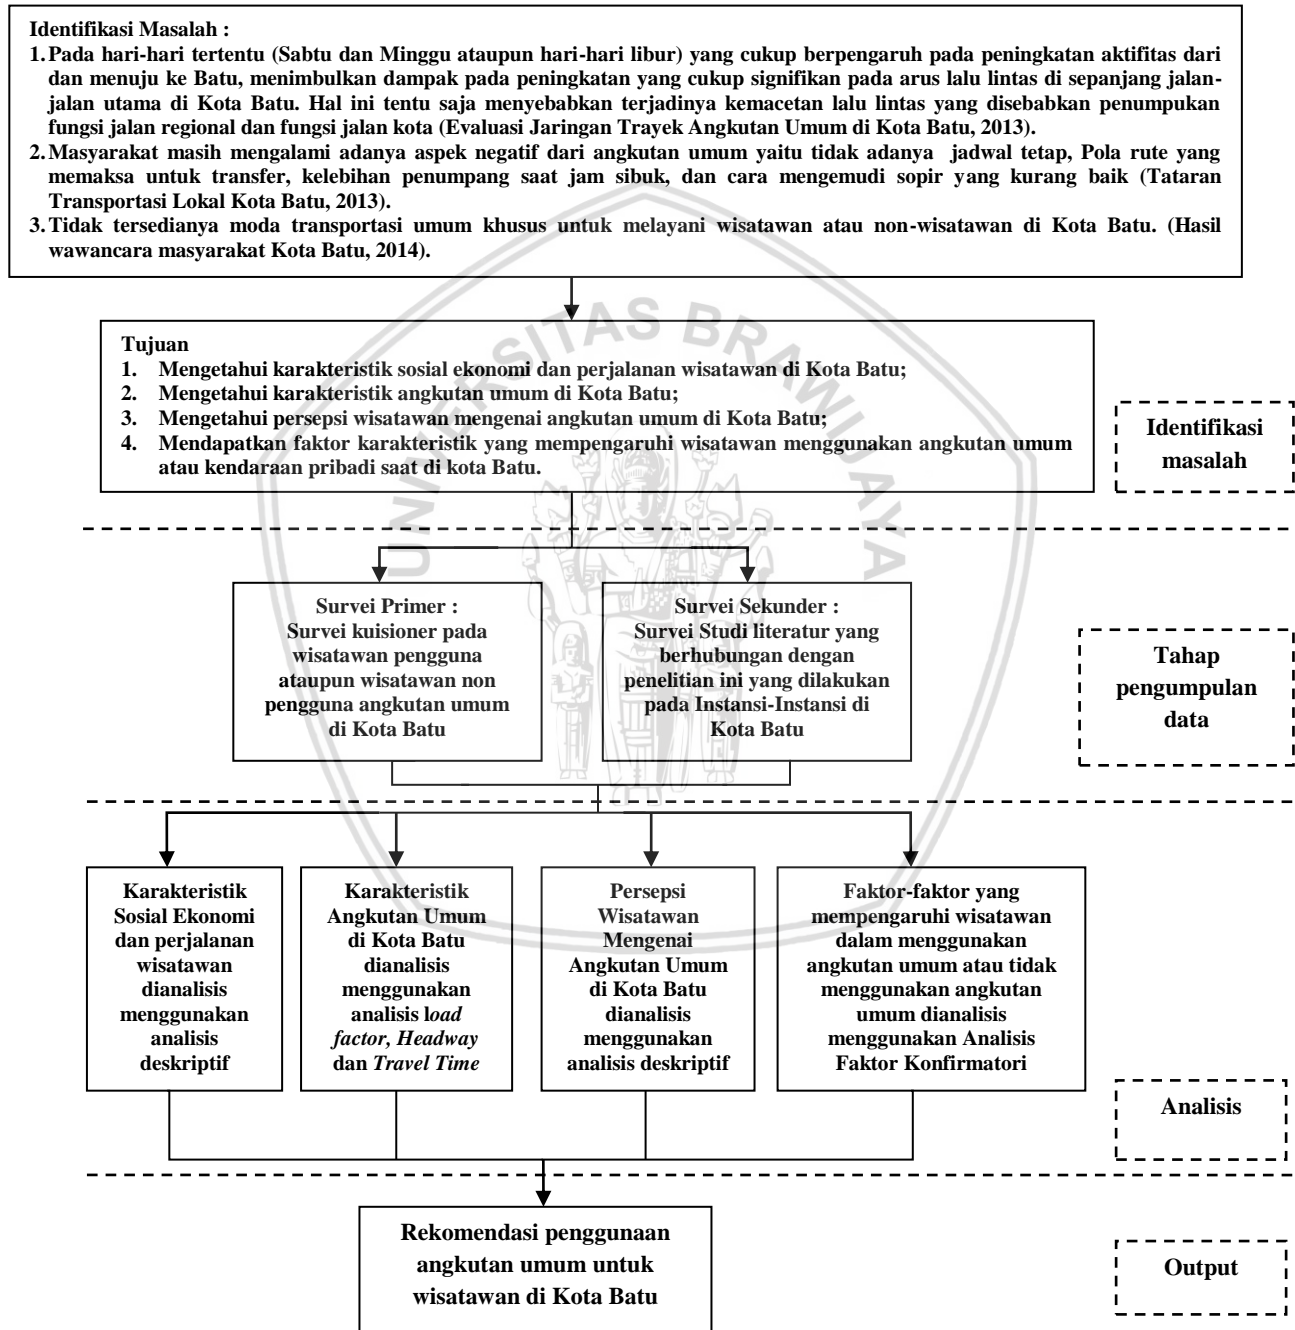 Identifikasi Masalah :
1. Pada hari-hari tertentu (Sabtu dan Minggu ataupun hari-hari libur) yang cukup berpengaruh pada peningkatan aktifitas dari
dan menuju ke Batu, menimbulkan dampak pada peningkatan yang cukup signifikan pada arus lalu lintas di sepanjang jalan-
jalan utama di Kota Batu. Hal ini tentu saja menyebabkan terjadinya kemacetan lalu lintas yang disebabkan penumpukan
fungsi jalan regional dan fungsi jalan kota (Evaluasi Jaringan Trayek Angkutan Umum di Kota Batu, 2013).
2. Masyarakat masih mengalami adanya aspek negatif dari angkutan umum yaitu tidak adanya jadwal tetap, Pola rute yang
memaksa untuk transfer, kelebihan penumpang saat jam sibuk, dan cara mengemudi sopir yang kurang baik (Tataran
Transportasi Lokal Kota Batu, 2013).
3. Tidak tersedianya moda transportasi umum khusus untuk melayani wisatawan atau non-wisatawan di Kota Batu. (Hasil
wawancara masyarakat Kota Batu, 2014).
UNIVERSITAS BRAWIJAYA
Tujuan
1. Mengetahui karakteristik sosial ekonomi dan perjalanan wisatawan di Kota Batu;
2. Mengetahui karakteristik angkutan umum di Kota Batu;
3. Mengetahui persepsi wisatawan mengenai angkutan umum di Kota Batu;
4. Mendapatkan faktor karakteristik yang mempengaruhi wisatawan menggunakan angkutan umum
atau kendaraan pribadi saat di kota Batu.
Identifikasi
masalah
Survei Primer :
Survei kuisioner pada
wisatawan pengguna
ataupun wisatawan non
pengguna angkutan umum
di Kota Batu
Survei Sekunder :
Survei Studi literatur yang
berhubungan dengan
penelitian ini yang dilakukan
pada Instansi-Instansi di
Kota Batu
Tahap
pengumpulan
data
Karakteristik
Sosial Ekonomi
dan perjalanan
wisatawan
dianalisis
menggunakan
analisis
deskriptif
Karakteristik
Angkutan Umum
di Kota Batu
dianalisis
menggunakan
analisis load
factor, Headway
dan Travel Time
Persepsi
Wisatawan
Mengenai
Angkutan Umum
di Kota Batu
dianalisis
menggunakan
analisis deskriptif
Faktor-faktor yang
mempengaruhi wisatawan
dalam menggunakan
angkutan umum atau tidak
menggunakan angkutan
umum dianalisis
menggunakan Analisis
Faktor Konfirmatori
Analisis
Rekomendasi penggunaan
angkutan umum untuk
wisatawan di Kota Batu
Output